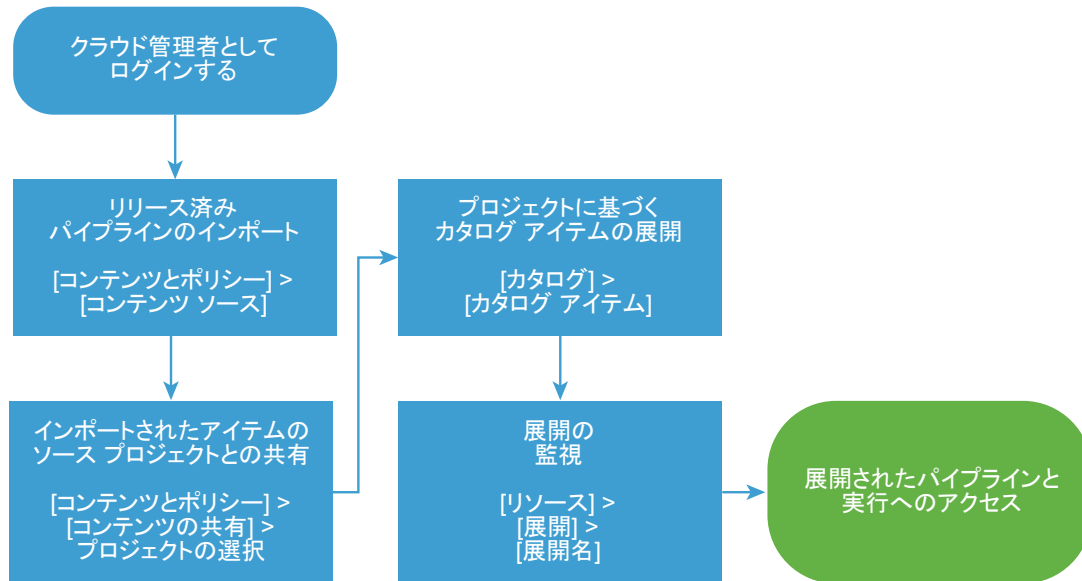 クラウド管理者として
ログインする
リリース済み
パイプラインのインポート
[コンテンツとポリシー] >
[コンテンツ ソース]
インポートされたアイテムの
ソース プロジェクトとの共有
[コンテンツとポリシー] >
[コンテンツの共有] >
プロジェクトの選択
プロジェクトに基づく
カタログ アイテムの展開
[カタログ] >
[カタログ アイテム]
展開の
監視
[リソース] >
[展開] >
[展開名]
展開されたパイプラインと
実行へのアクセス